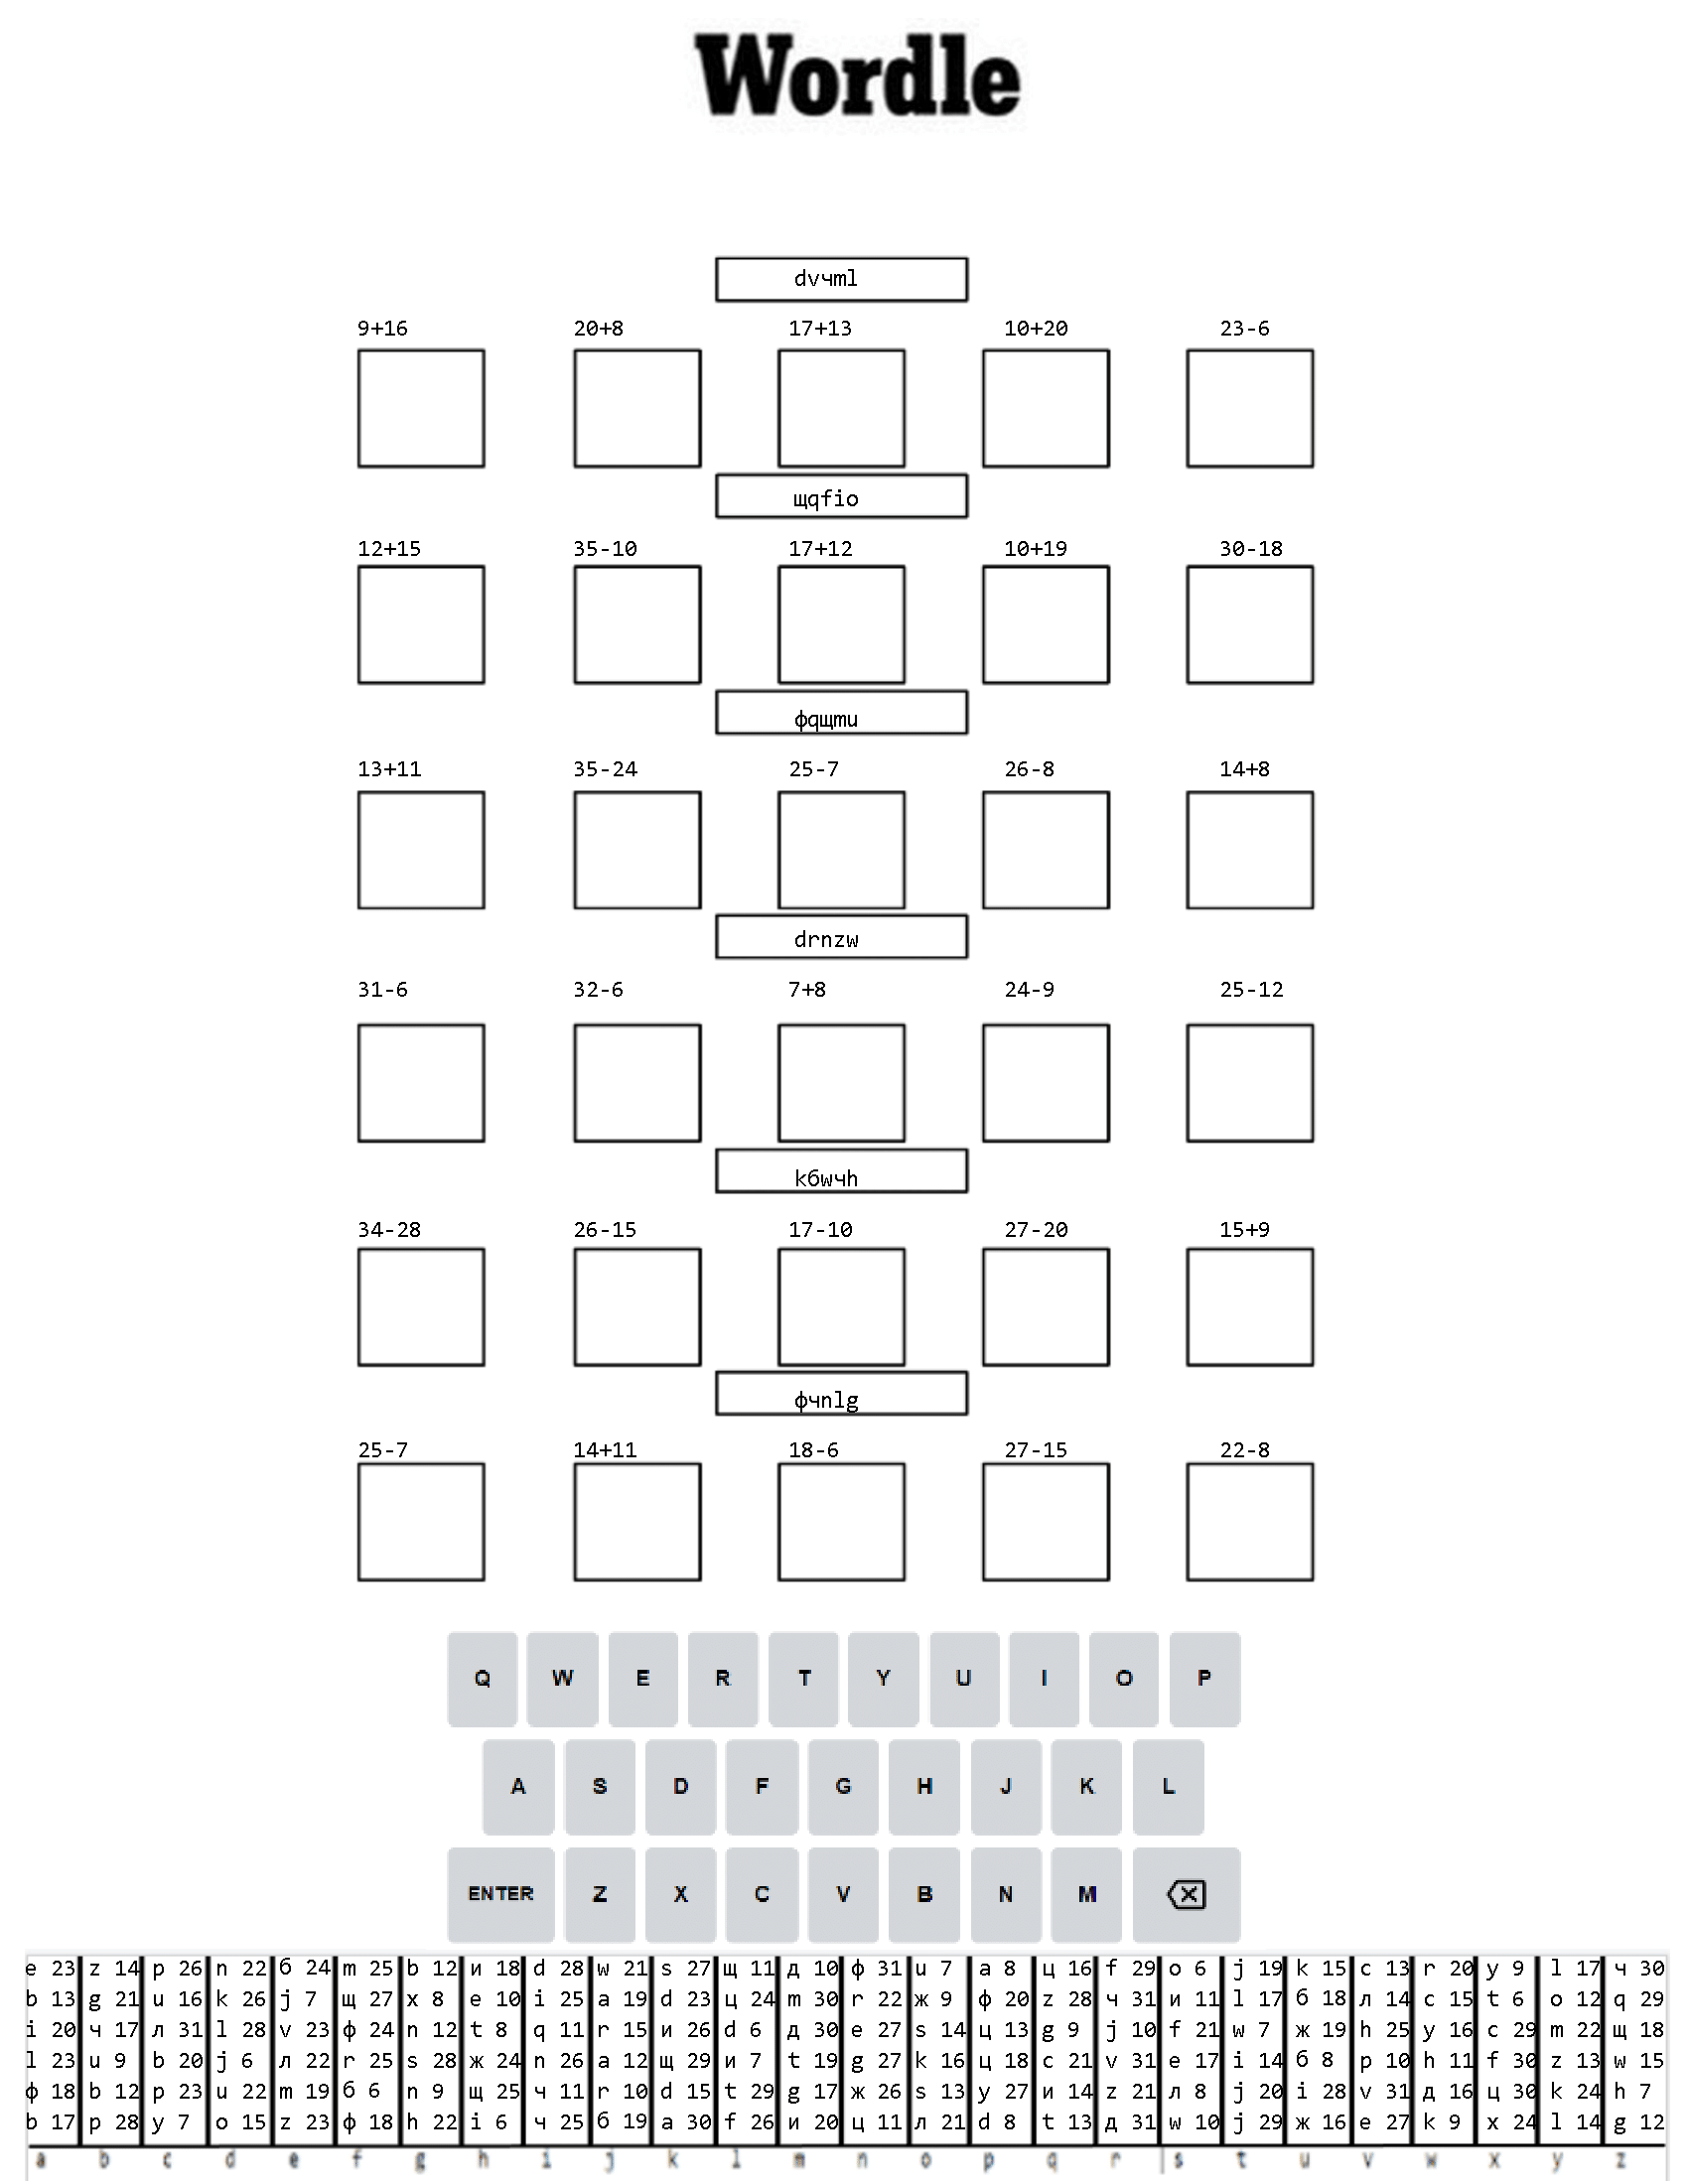 Wordle
dvчml
9+16 20+8 17+13 10+20 23-6
щqfio
12+15 35-10 17+12 10+19 30-18
фqщmu
13+11 35-24 25-7 26-8 14+8
drnzw
31-6 32-6 7+8 24-9 25-12
kбwчh
34-28 26-15 17-10 27-20 15+9
фчnlg
25-7 14+11 18-6 27-15 22-8
Q W E R T Y U I O P
A S D F G H J K L
ENTER Z X C V B N M
e 23 z 14 p 26 n 22 б 24 m 25 b 12 и 18 d 28 w 21 s 27 щ 11 д 10 ф 31 u 7 a 8 ц 16 f 29 o 6 j 19 k 15 c 13 r 20 y 9 l 17 ч 30
b 13 g 21 u 16 k 26 j 7 щ 27 x 8 e 10 i 25 a 19 d 23 ц 24 m 30 r 22 ж 9 ф 20 z 28 ч 31 и 11 l 17 б 18 л 14 c 15 t 6 o 12 q 29
i 20 ч 17 л 31 l 28 v 23 ф 24 n 12 t 8 q 11 r 15 и 26 d 6 д 30 e 27 s 14 ц 13 g 9 j 10 f 21 w 7 ж 19 h 25 y 16 c 29 m 22 щ 18
l 23 u 9 b 20 j 6 л 22 r 25 s 28 ж 24 n 26 a 12 щ 29 и 7 t 19 g 27 k 16 ц 18 c 21 v 31 e 17 i 14 б 8 p 10 h 11 f 30 z 13 w 15
ф 18 b 12 p 23 u 22 m 19 б 6 n 9 щ 25 ч 11 r 10 d 15 t 29 g 17 ж 26 s 13 y 27 и 14 z 21 л 8 j 20 i 28 v 31 д 16 ц 30 k 24 h 7
b 17 p 28 y 7 o 15 z 23 ф 18 h 22 i 6 ч 25 б 19 a 30 f 26 и 20 ц 11 л 21 d 8 t 13 д 31 w 10 j 29 ж 16 e 27 k 9 x 24 l 14 g 12
a b c d e f g h i j k l m n o p q r s t u v w x y z